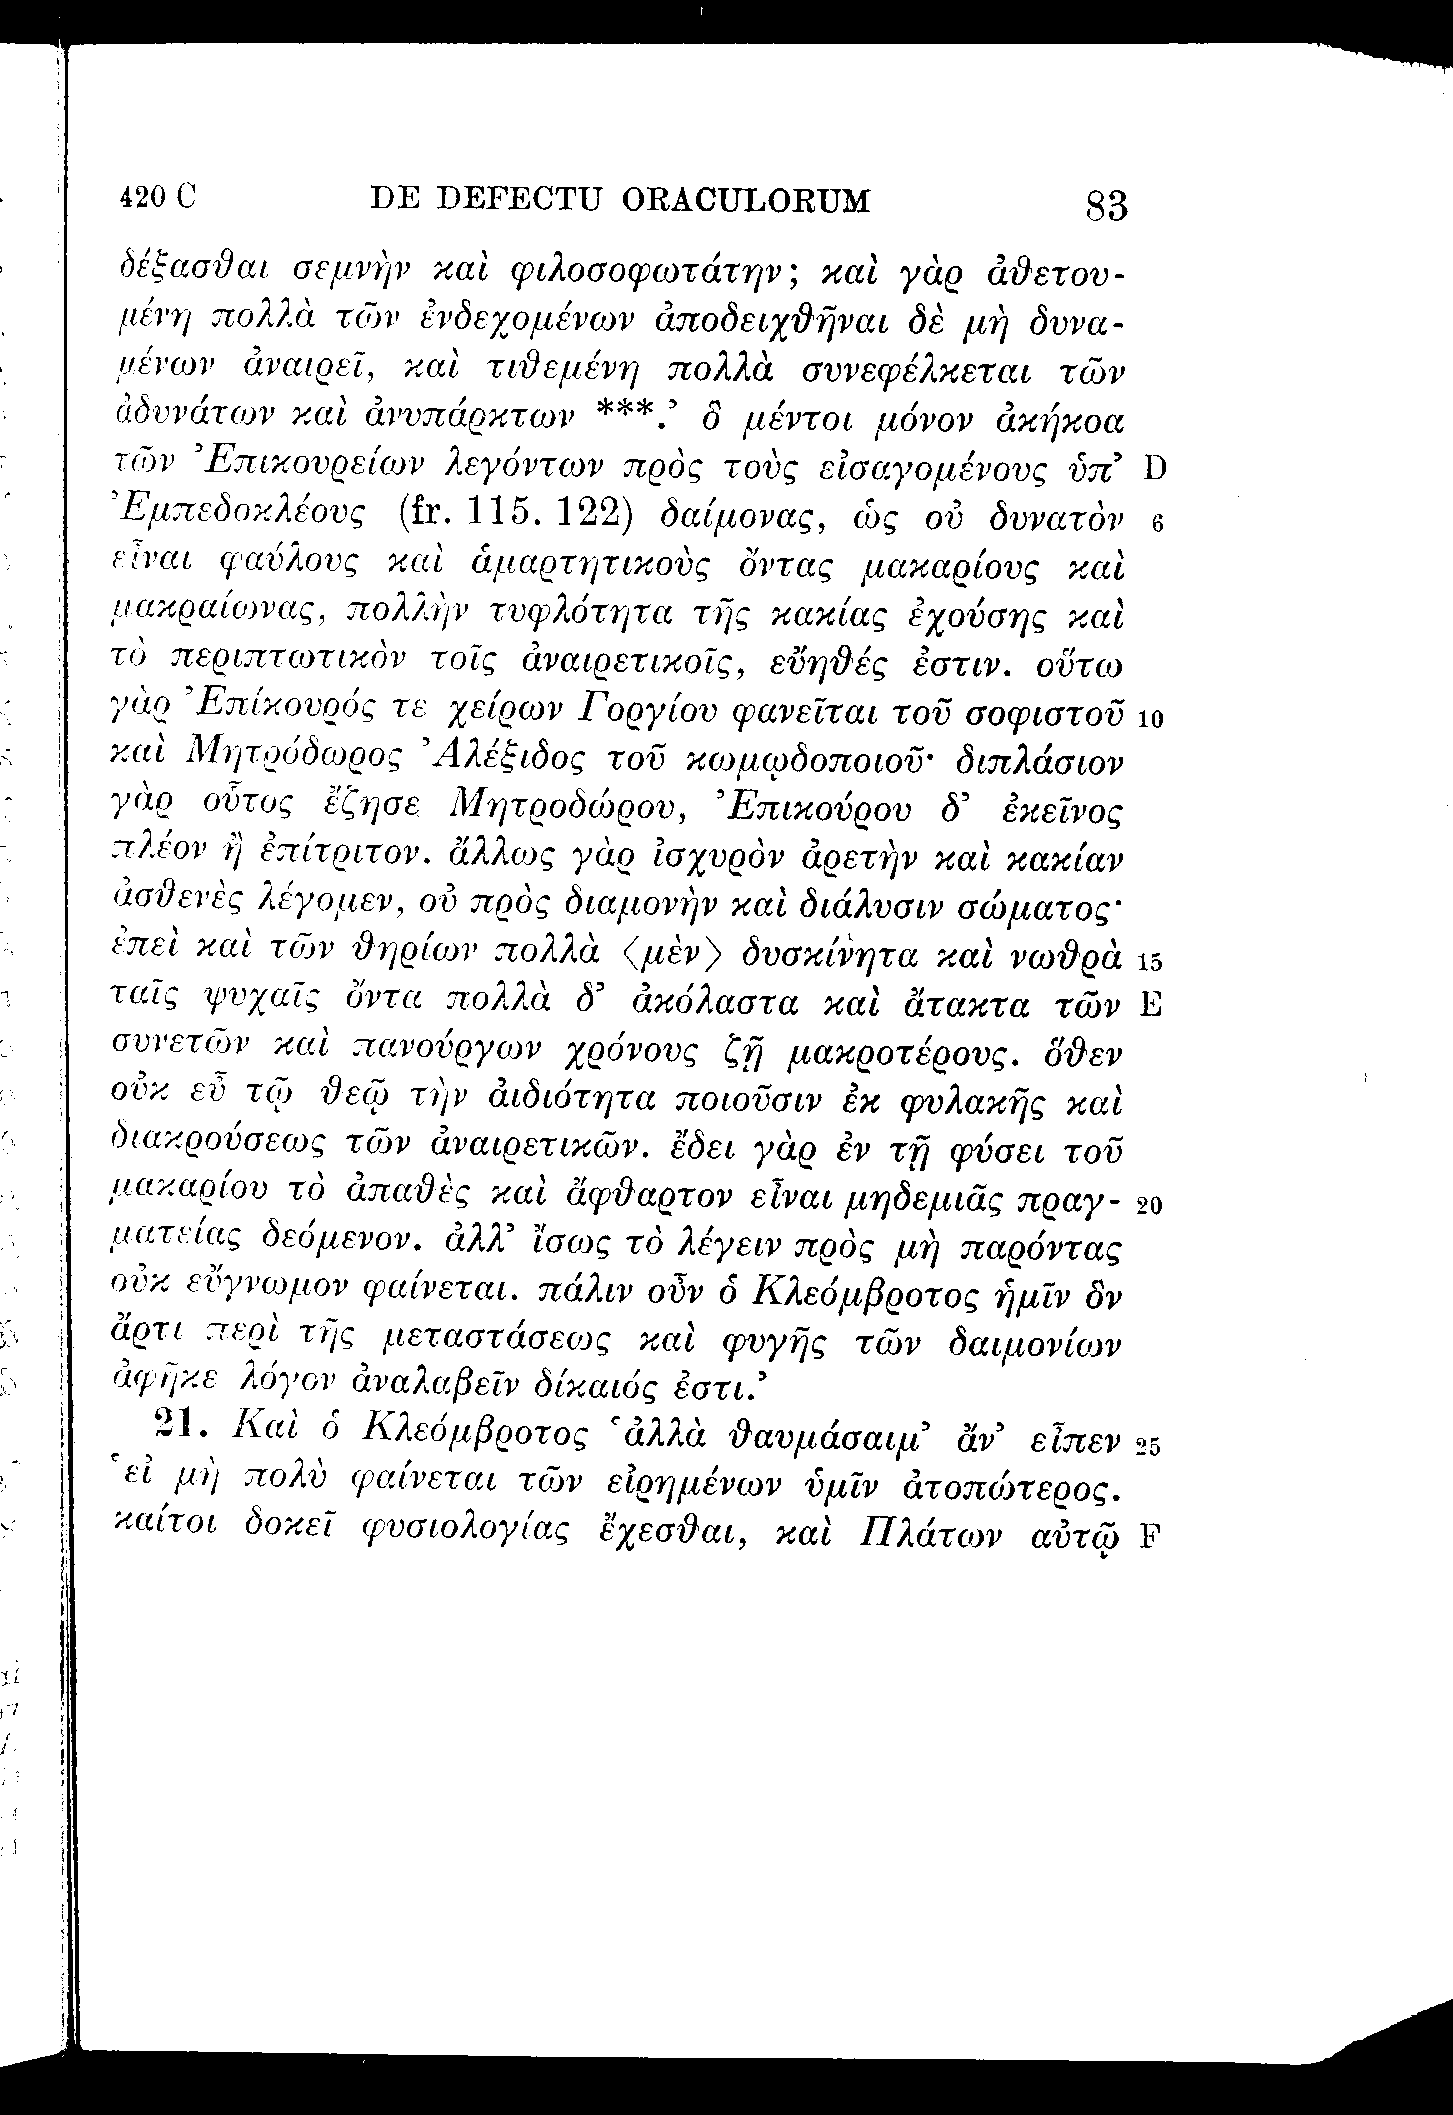 420 C DE DEFECTU ORACULORUM 83
δέξασθαι σεμνὴν καὶ φιλοσοφωτάτην; καὶ γὰρ ἀθετου-
μένη πολλὰ τῶν ἐνδεχομένων ἀποδειχθῆναι δὲ μὴ δυνα-
μένων ἀναιρεῖ, καὶ τιθεμένη πολλὰ συνεφέλκεται τῶν
ἀδυνάτων καὶ ἀνυπάρκτων ***.’ ὃ μέντοι μόνον ἀκήκοα
τῶν Ἐπικουρείων λεγόντων πρὸς τοὺς εἰσαγομένους ὑπ’ D
Ἐμπεδοκλέους (fr. 115. 122) δαίμονας, ὡς οὐ δυνατὸν 6
εἶναι φαύλους καὶ ἁμαρτητικοὺς ὄντας μακαρίους καὶ
μακραίωνας, πολλὴν τυφλότητα τῆς κακίας ἐχούσης καὶ
τὸ περιπτωτικὸν τοῖς ἀναιρετικοῖς, εὔηθές ἐστιν. οὕτω
γὰρ Ἐπίκουρός τε χείρων Γοργίου φανεῖται τοῦ σοφιστοῦ 10
καὶ Μητρόδωρος Ἀλέξιδος τοῦ κωμῳδοποιοῦ· διπλάσιον
γὰρ οὗτος ἔζησε Μητροδώρου, Ἐπικούρου δ’ ἐκεῖνος
πλέον ἢ ἐπίτριτον. ἄλλως γὰρ ἰσχυρὸν ἀρετὴν καὶ κακίαν
ἀσθενὲς λέγομεν, οὐ πρὸς διαμονὴν καὶ διάλυσιν σώματος·
ἐπεὶ καὶ τῶν θηρίων πολλὰ ⟨μὲν⟩ δυσκίνητα καὶ νωθρὰ 15
ταῖς ψυχαῖς ὄντα πολλὰ δ’ ἀκόλαστα καὶ ἄτακτα τῶν E
συνετῶν καὶ πανούργων χρόνους ζῇ μακροτέρους. ὅθεν
οὐκ εὖ τῷ θεῷ τὴν ἀιδιότητα ποιοῦσιν ἐκ φυλακῆς καὶ
διακρούσεως τῶν ἀναιρετικῶν. ἔδει γὰρ ἐν τῇ φύσει τοῦ
μακαρίου τὸ ἀπαθὲς καὶ ἄφθαρτον εἶναι μηδεμιᾶς πραγ- 20
ματείας δεόμενον. ἀλλ’ ἴσως τὸ λέγειν πρὸς μὴ παρόντας
οὐκ εὔγνωμον φαίνεται. πάλιν οὖν ὁ Κλεόμβροτος ἡμῖν ὃν
ἄρτι περὶ τῆς μεταστάσεως καὶ φυγῆς τῶν δαιμονίων
ἀφῆκε λόγον ἀναλαβεῖν δίκαιός ἐστι.’
21. Καὶ ὁ Κλεόμβροτος ‘ἀλλὰ θαυμάσαιμ’ ἄν’ εἶπεν 25
‘εἰ μὴ πολὺ φαίνεται τῶν εἰρημένων ὑμῖν ἀτοπώτερος.
καίτοι δοκεῖ φυσιολογίας ἔχεσθαι, καὶ Πλάτων αὐτῷ F